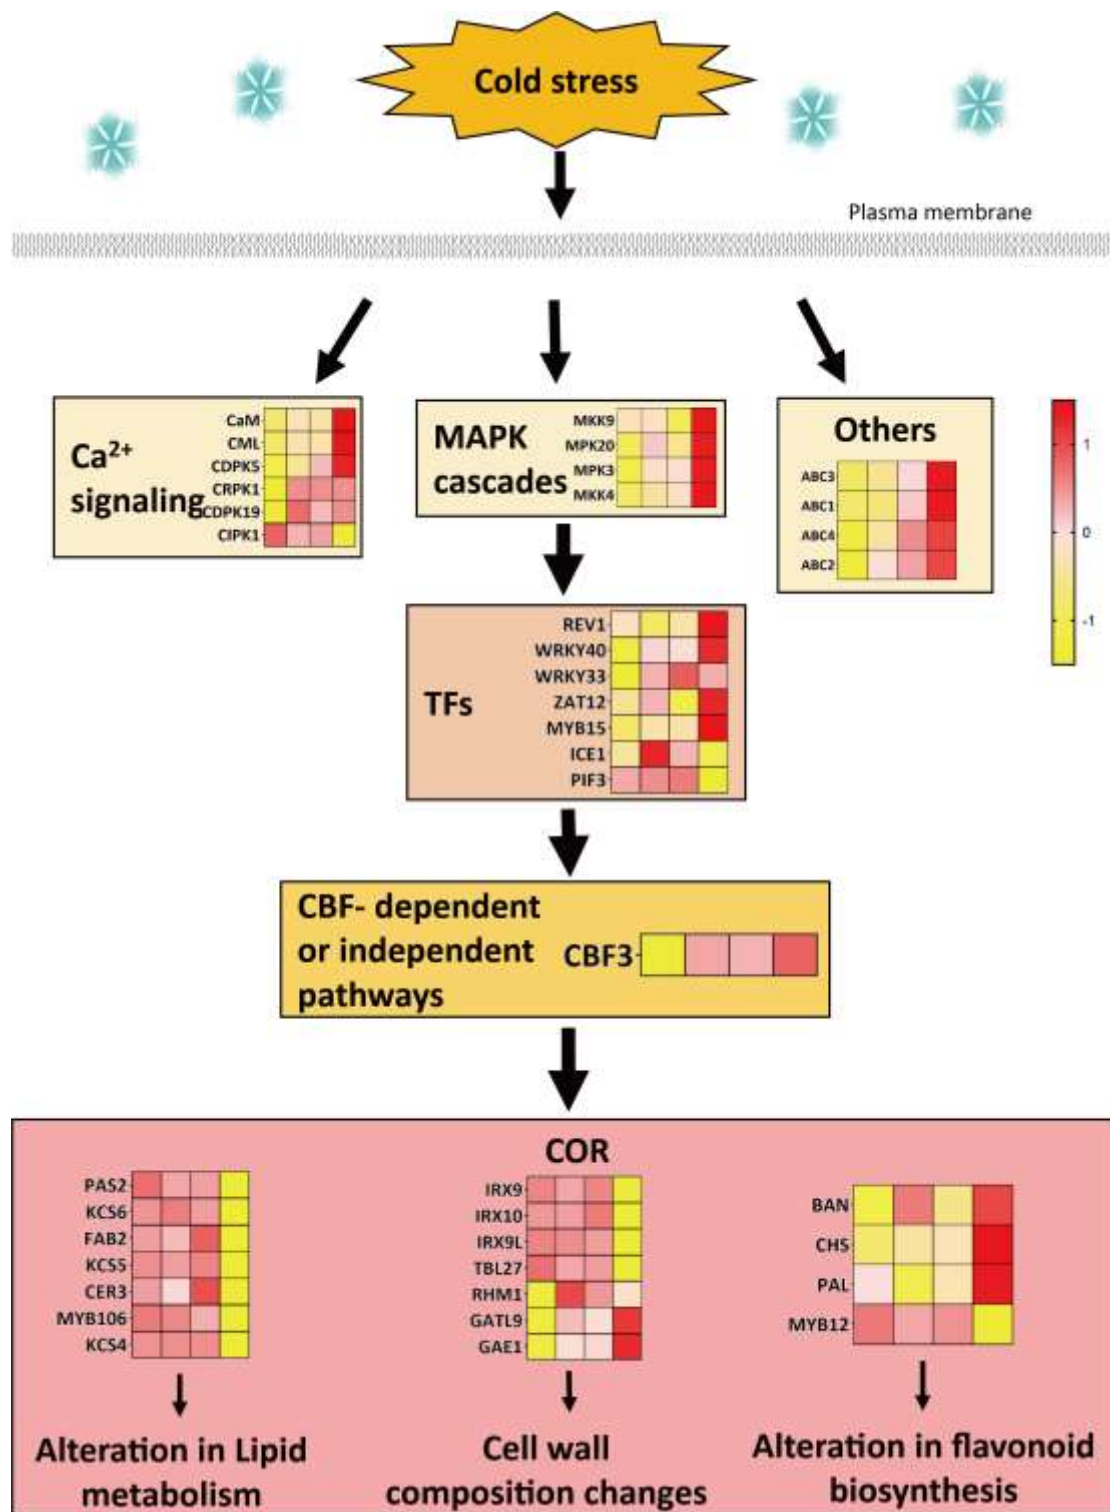 Cold stress
Plasma membrane
Ca²⁺
signaling
CaM
CML
CDPK5
CRPK1
CDPK19
CIPK1
MAPK
cascades
MKK9
MPK20
MPK3
MKK4
Others
ABC3
ABC1
ABC4
ABC2
1
0
-1
TFs
REV1
WRKY40
WRKY33
ZAT12
MYB15
ICE1
PIF3
CBF- dependent
or independent
pathways
CBF3
COR
PAS2
KCS6
FAB2
KCS5
CER3
MYB106
KCS4
IRX9
IRX10
IRX9L
TBL27
RHM1
GATL9
GAE1
BAN
CHS
PAL
MYB12
Alteration in Lipid
metabolism
Cell wall
composition changes
Alteration in flavonoid
biosynthesis